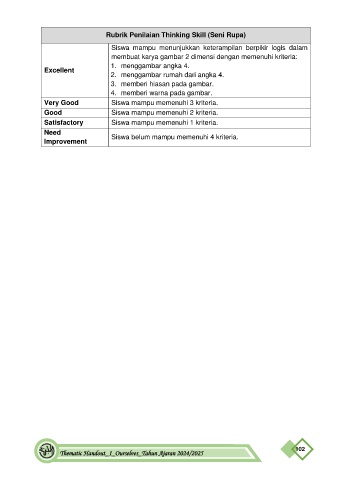 Rubrik Penilaian Thinking Skill (Seni Rupa)
Excellent
Siswa mampu menunjukkan keterampilan berpikir logis dalam
membuat karya gambar 2 dimensi dengan memenuhi kriteria:
1. menggambar angka 4.
2. menggambar rumah dari angka 4.
3. memberi hiasan pada gambar.
4. memberi warna pada gambar.
Very Good Siswa mampu memenuhi 3 kriteria.
Good Siswa mampu memenuhi 2 kriteria.
Satisfactory Siswa mampu memenuhi 1 kriteria.
Need
Improvement
Siswa belum mampu memenuhi 4 kriteria.
Thematic Handout_1_Ourselves_Tahun Ajaran 2024/2025
102